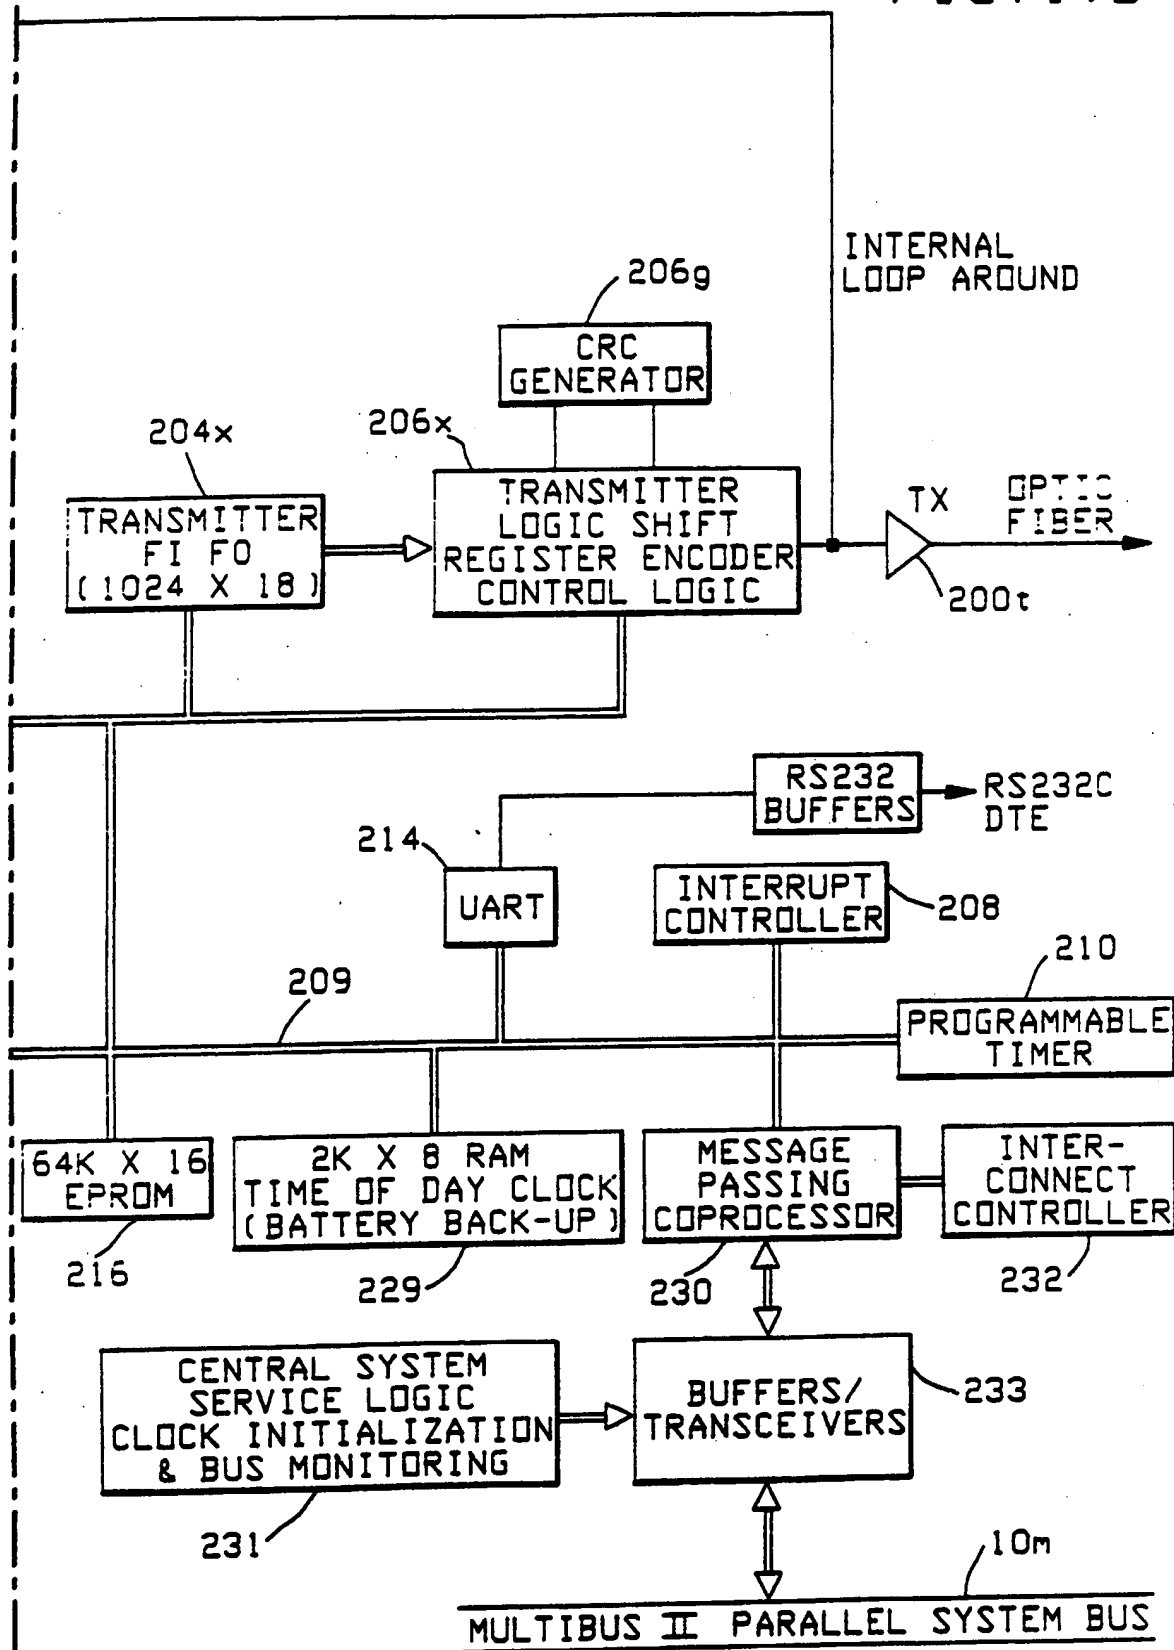 INTERNAL
LOOP AROUND
206g
CRC
GENERATOR
204x
206x
TRANSMITTER
FI FO
(1024 X 18)
TRANSMITTER
LOGIC SHIFT
REGISTER ENCODER
CONTROL LOGIC
TX
OPTIC
FIBER
200t
RS232
BUFFERS
RS232C
DTE
214
UART
INTERRUPT
CONTROLLER
208
210
209
PROGRAMMABLE
TIMER
64K X 16
EPROM
2K X 8 RAM
TIME OF DAY CLOCK
(BATTERY BACK-UP)
MESSAGE
PASSING
COPROCESSOR
INTER-
CONNECT
CONTROLLER
216
229
230
232
CENTRAL SYSTEM
SERVICE LOGIC
CLOCK INITIALIZATION
& BUS MONITORING
BUFFERS/
TRANSCEIVERS
233
231
10m
MULTIBUS II PARALLEL SYSTEM BUS